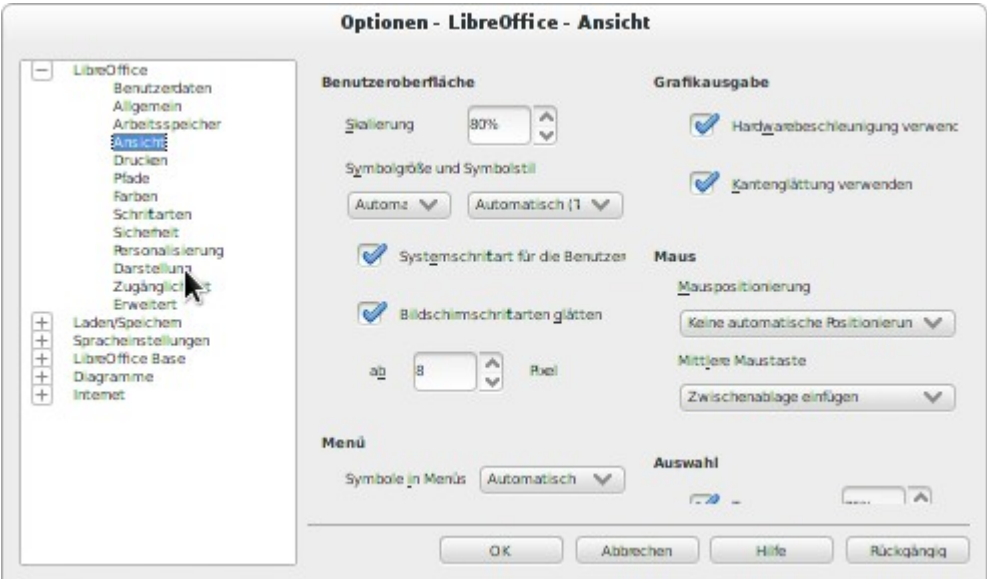 Optionen - LibreOffice - Ansicht
LibreOffice
Benutzerdaten
Allgemein
Arbeitsspeicher
Ansicht
Drucken
Pfade
Farben
Schriftarten
Sicherheit
Personalisierung
Darstellung
Erweitert
Laden/Speichern
Spracheinstellungen
LibreOffice Base
Diagramme
Internet
Benutzeroberfläche
Skalierung 80%
Symbolgröße und Symbolstil
Automa Automatisch (T
Systemschriftart für die Benutzer
Bildschirmschriftarten glätten
ab 8 Pixel
Menü
Symbole in Menüs Automatisch
Grafikausgabe
Hardwarebeschleunigung verwend
Kantenglättung verwenden
Maus
Mauspositionierung
Keine automatische Positionierun
Mittlere Maustaste
Zwischenablage einfügen
Auswahl
OK Abbrechen Hilfe Rückgängig